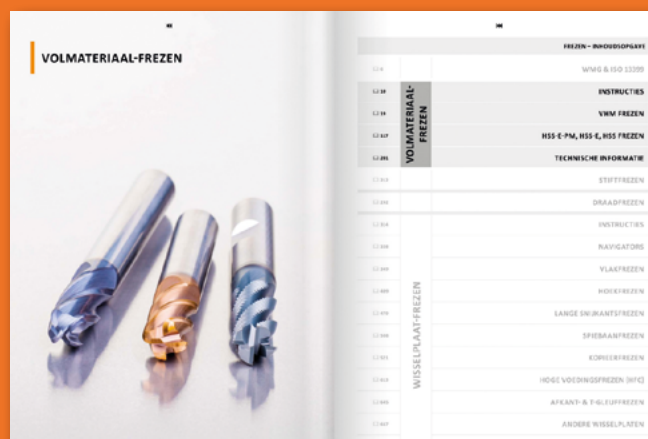 VOLMATERIAAL-FREZEN
FREZEN – INHOUDSOPGAVE
WMG & ISO 13399
VOLMATERIAAL-
FREZEN
INSTRUCTIES
VHM FREZEN
HSS-E-PM, HSS-E, HSS FREZEN
TECHNISCHE INFORMATIE
STIFTFREZEN
DRAADFREZEN
WISSELPLAAT-FREZEN
INSTRUCTIES
NAVIGATORS
VLAKFREZEN
HOEKFREZEN
LANGE SNIJKANTSFREZEN
SPIEBAANFREZEN
KOPIEERFREZEN
HOGE VOEDINGSFREZEN (HFC)
AFKANT- & T-GLEUFFREZEN
ANDERE WISSELPLATEN